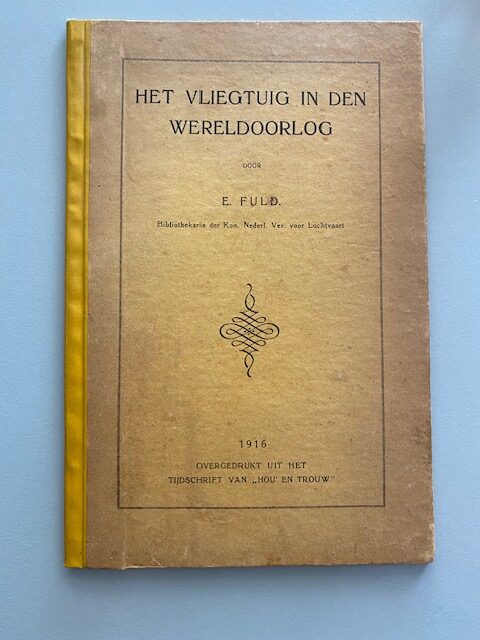 HET VLIEGTUIG IN DEN
WERELDOORLOG
DOOR
E. FULD.
Bibliothekaris der Kon. Nederl. Ver. voor Luchtvaart
1916
OVERGEDRUKT UIT HET
TIJDSCHRIFT VAN „HOU' EN TROUW"